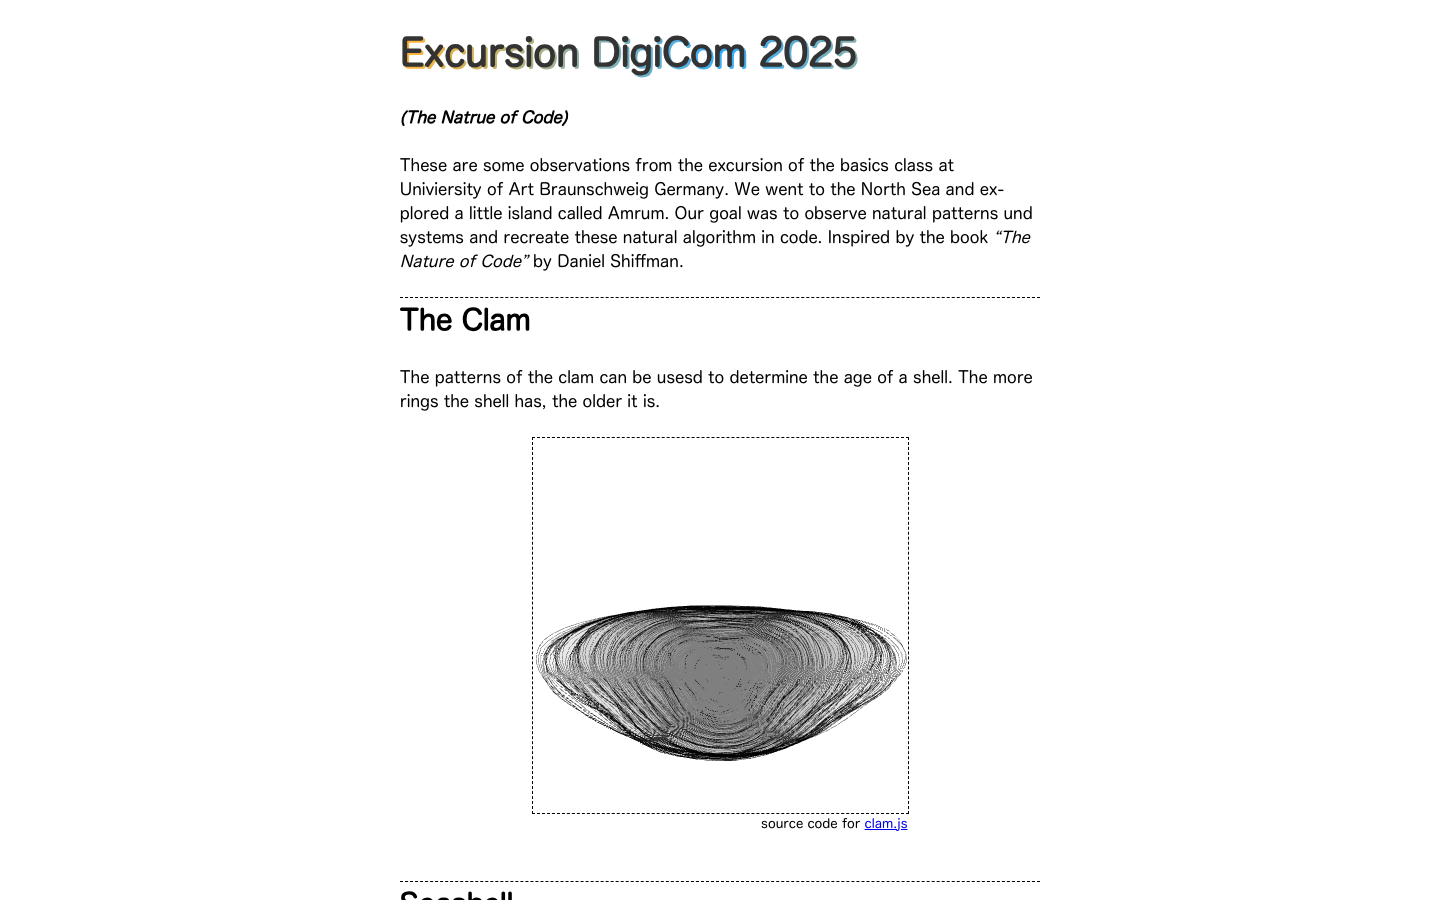 Excursion DigiCom 2025
(The Natrue of Code)
These are some observations from the excursion of the basics class at
Univiersity of Art Braunschweig Germany. We went to the North Sea and ex-
plored a little island called Amrum. Our goal was to observe natural patterns und
systems and recreate these natural algorithm in code. Inspired by the book “The
Nature of Code” by Daniel Shiffman.
The Clam
The patterns of the clam can be usesd to determine the age of a shell. The more
rings the shell has, the older it is.
source code for clam.js
Seashell